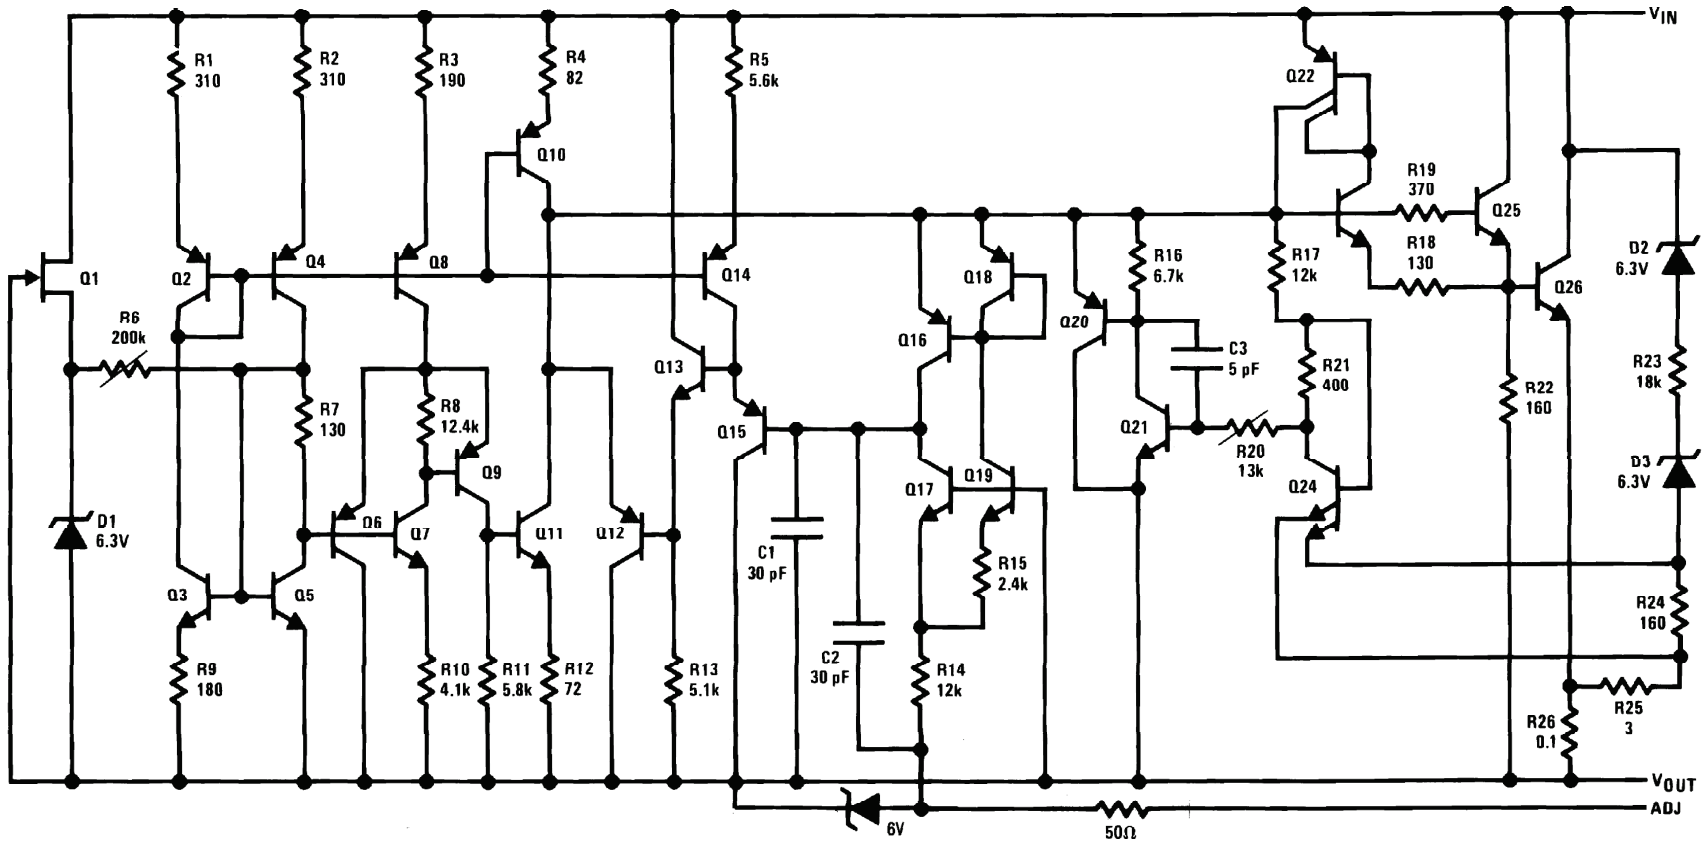 VIN
R1
310
R2
310
R3
190
R4
82
R5
5.6k
Q22
Q10
R19
370
Q25
Q1
Q2
Q4
Q8
Q14
Q18
R16
6.7k
R17
12k
R18
130
D2
6.3V
Q26
R6
200k
Q13
Q16
Q20
C3
5 pF
R21
400
R22
160
R23
18k
R7
130
R8
12.4k
Q15
Q21
R20
13k
Q9
Q17
Q19
Q24
D3
6.3V
D1
6.3V
Q6
Q7
Q11
Q12
C1
30 pF
R15
2.4k
Q3
Q5
R24
160
R9
180
R10
4.1k
R11
5.8k
R12
72
R13
5.1k
C2
30 pF
R14
12k
R25
3
R26
0.1
VOUT
ADJ
6V
50Ω